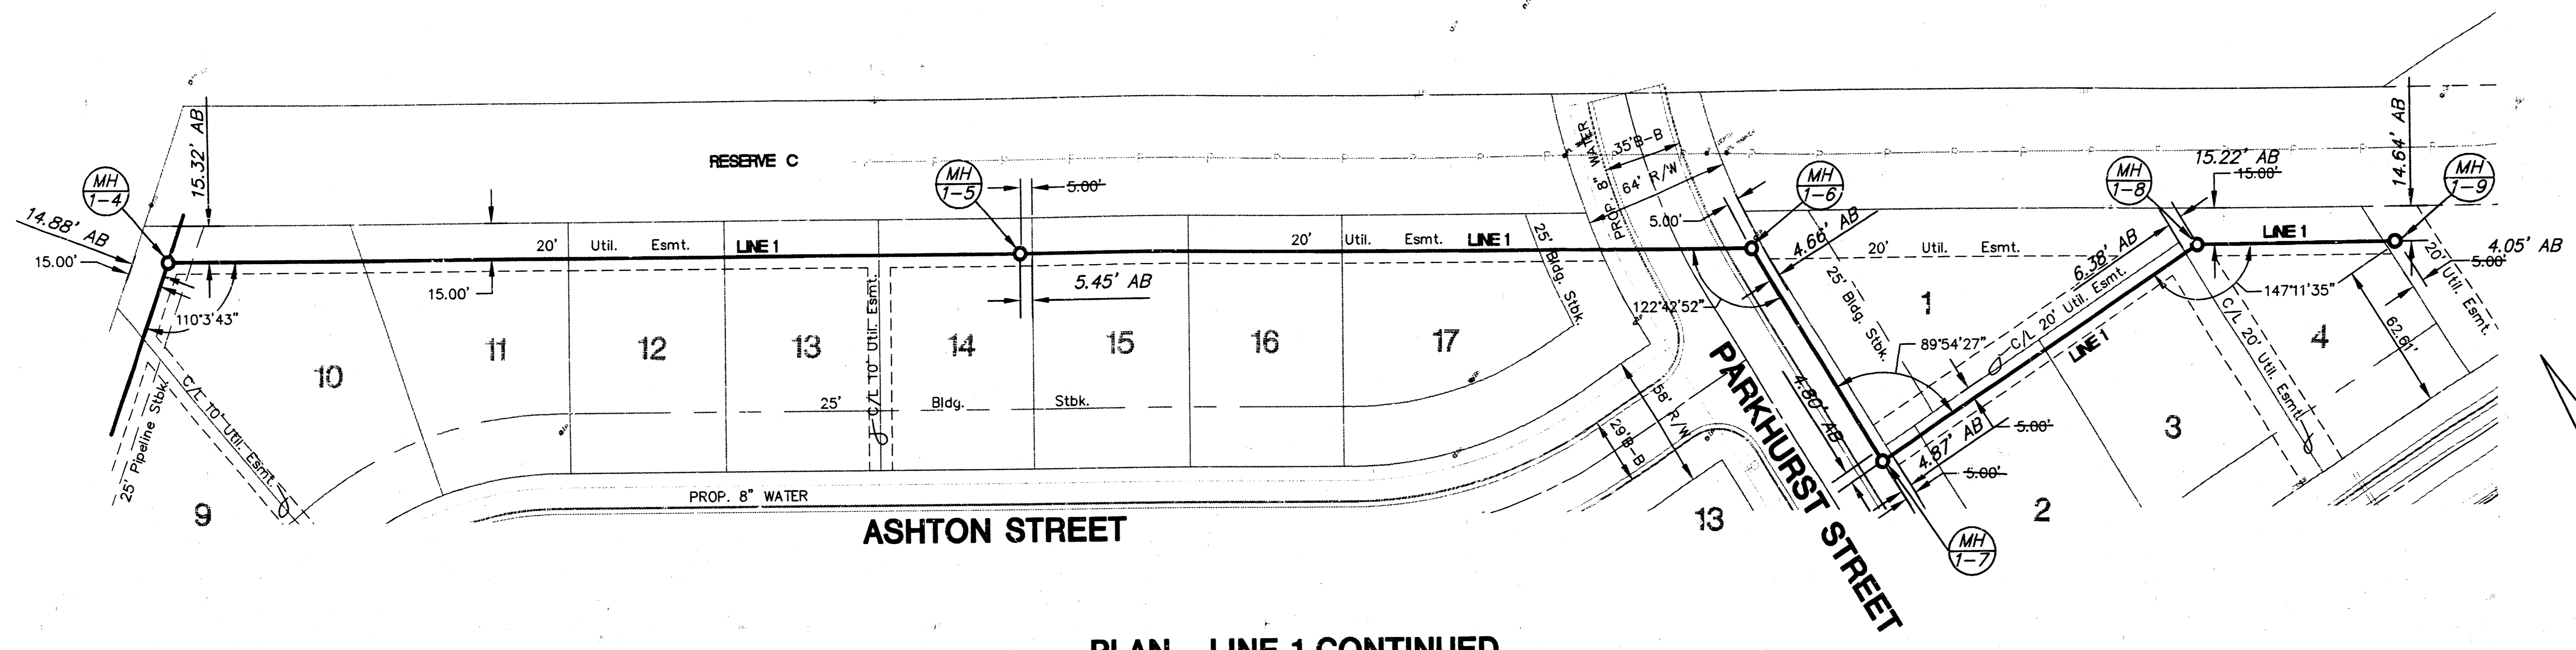 15.32' AB
RESERVE C
MH
1-4
14.88' AB
15.00'
110°3'43"
20' Util. Esmt. LINE 1
15.00'
MH
1-5
5.00'
5.45' AB
20' Util. Esmt. LINE 1
25' Bldg. Stbk.
PROP. 8" WATER
35'B-B
64' R/W
5.00'
MH
1-6
4.66' AB
20' Util. Esmt.
25' Bldg. Stbk.
122°42'52"
MH
1-8
15.22' AB
15.00'
14.64' AB
MH
1-9
LINE 1
4.05' AB
5.00'
20' Util. Esmt.
147°11'35"
6.38' AB
C/L 20' Util. Esmt.
LINE 1
89°54'27"
C/L 20' Util. Esmt.
62.61'
1
4
3
2
10
11
12
13
14
15
16
17
C/L 10' Util. Esmt.
25' Bldg. Stbk.
25' Pipeline Stbk.
C/L 10' Util. Esmt.
9
58' R/W
29'B-B
13
4.80' AB
4.87' AB
5.00'
5.00'
MH
1-7
PROP. 8" WATER
ASHTON STREET
PARKHURST STREET
PLAN LINE 1 CONTINUED